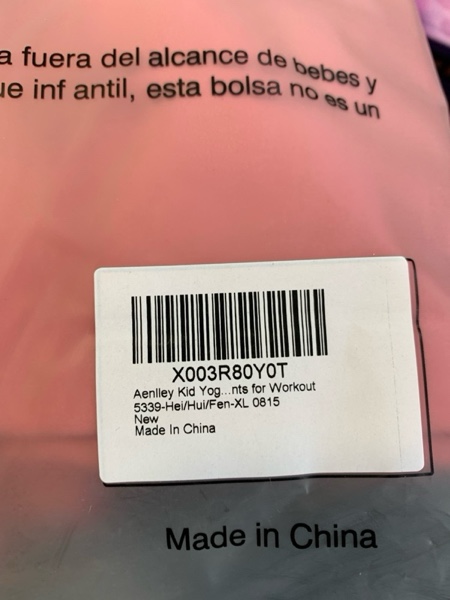 a fuera del alcance de bebes y
ue inf antil, esta bolsa no es un
X003R80Y0T
Aenlley Kid Yog...nts for Workout
5339-Hei/Hui/Fen-XL 0815
New
Made In China
Made in China